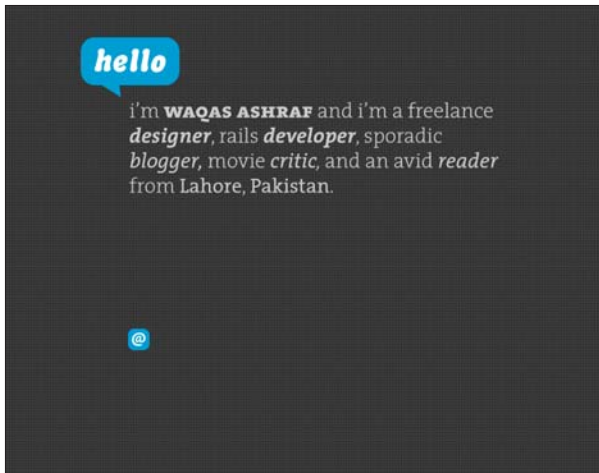 hello
i'm WAQAS ASHRAF and i'm a freelance
designer, rails developer, sporadic
blogger, movie critic, and an avid reader
from Lahore, Pakistan.
@